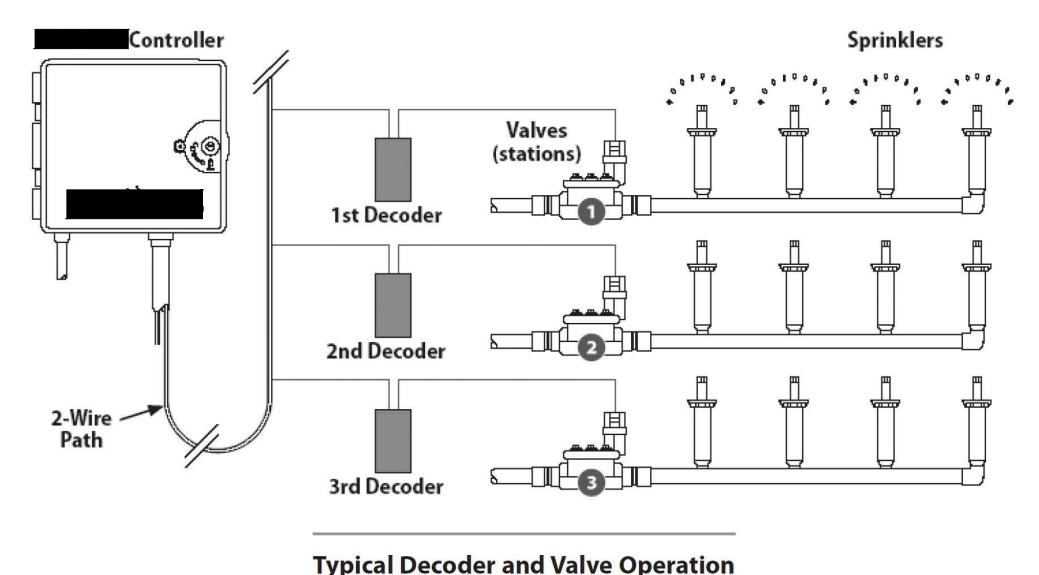 Controller
Sprinklers
Valves
(stations)
1
1st Decoder
2
2nd Decoder
2-Wire
Path
3
3rd Decoder
Typical Decoder and Valve Operation